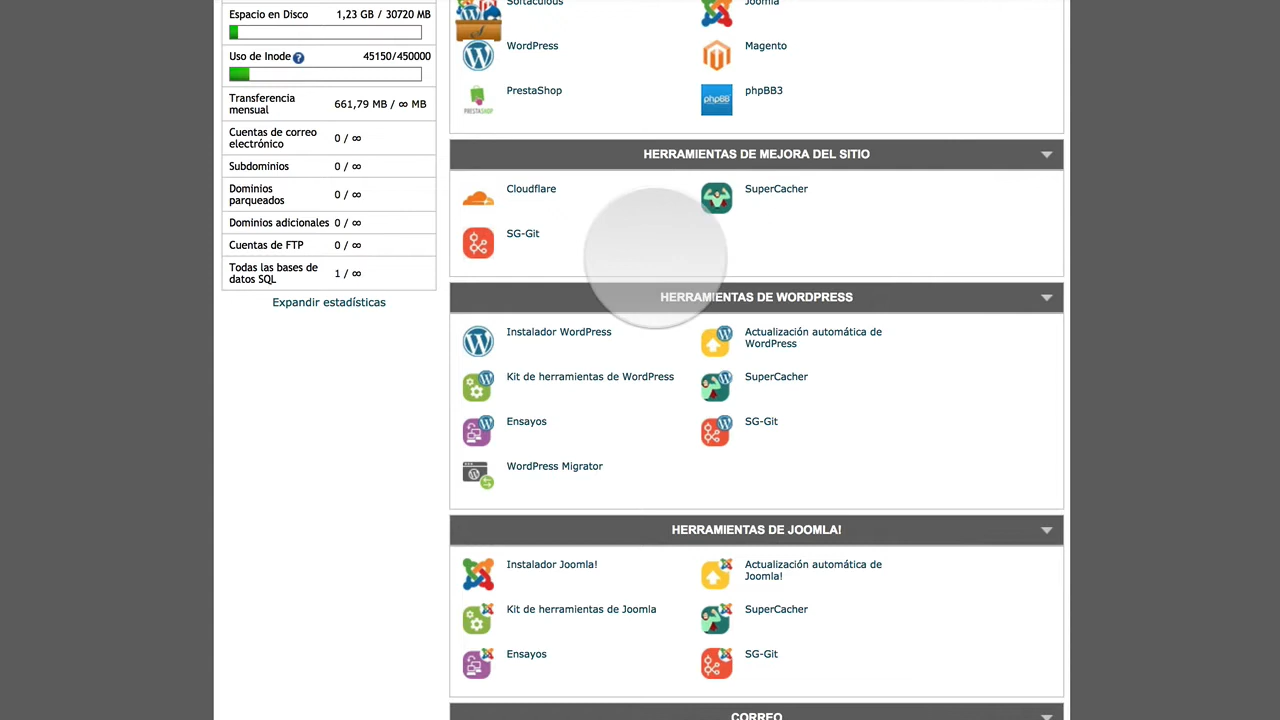 Espacio en Disco 1,23 GB / 30720 MB
Uso de Inode ? 45150/450000
Transferencia
mensual 661,79 MB / ∞ MB
Cuentas de correo
electrónico 0 / ∞
Subdominios 0 / ∞
Dominios
parqueados 0 / ∞
Dominios adicionales 0 / ∞
Cuentas de FTP 0 / ∞
Todas las bases de
datos SQL 1 / ∞
Expandir estadísticas
Softaculous Joomla
WordPress Magento
PrestaShop phpBB3
PRESTASHOP phpBB
HERRAMIENTAS DE MEJORA DEL SITIO
Cloudflare SuperCacher
SG-Git
HERRAMIENTAS DE WORDPRESS
Instalador WordPress Actualización automática de
WordPress
Kit de herramientas de WordPress SuperCacher
Ensayos SG-Git
WordPress Migrator
HERRAMIENTAS DE JOOMLA!
Instalador Joomla! Actualización automática de
Joomla!
Kit de herramientas de Joomla SuperCacher
Ensayos SG-Git
CORREO